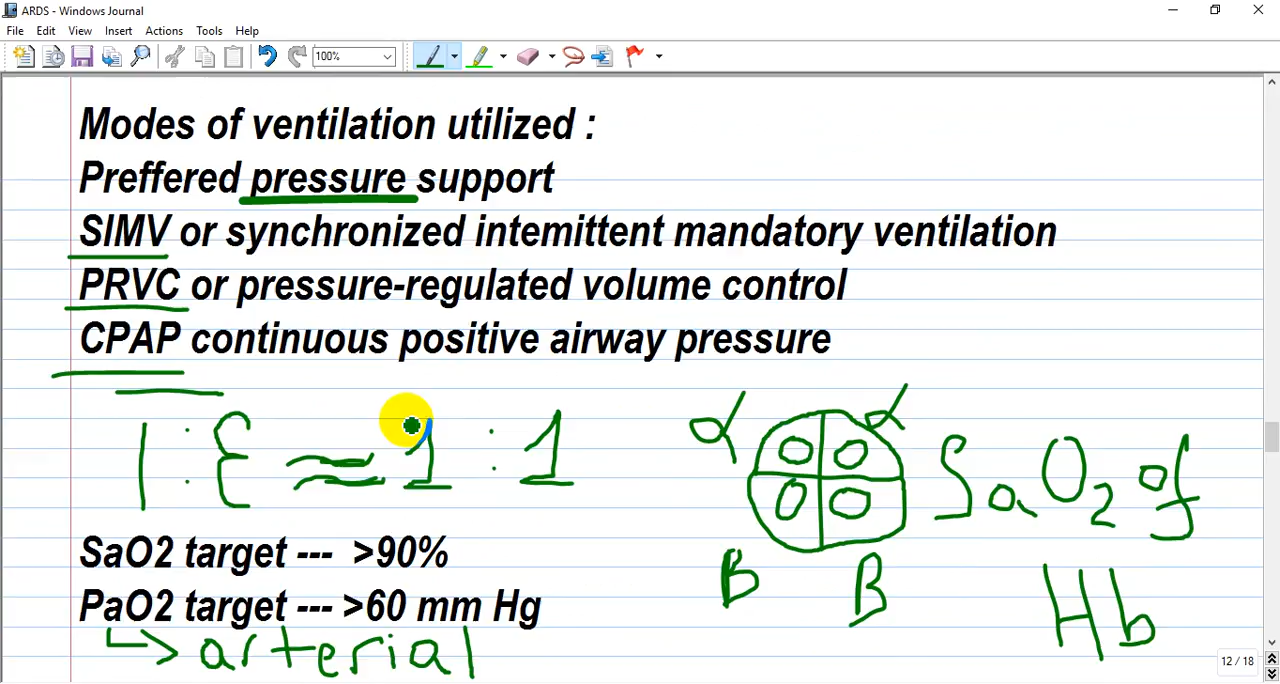 ARDS - Windows Journal
File Edit View Insert Actions Tools Help
100%
Modes of ventilation utilized :
Preffered pressure support
SIMV or synchronized intemittent mandatory ventilation
PRVC or pressure-regulated volume control
CPAP continuous positive airway pressure
I : E ≈ 1 : 1
α α
SaO2 of
Hb
B B
SaO2 target --- >90%
PaO2 target --- >60 mm Hg
↳ arterial
12 / 18